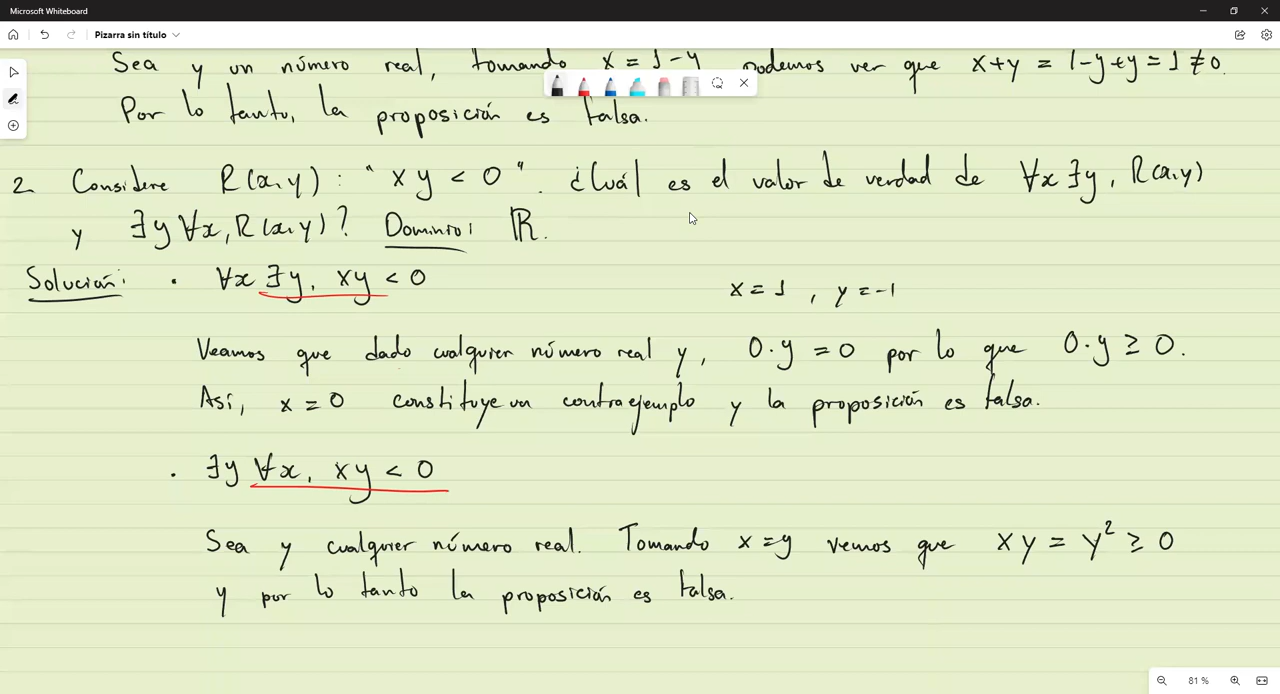 Microsoft Whiteboard
Pizarra sin título
Sea y un número real, tomando x = 1-y podemos ver que x+y = 1-y+y = 1 ≠ 0.
Por lo tanto, la proposición es falsa.
2. Considere R(x,y) : "xy < 0". ¿Cuál es el valor de verdad de ∀x ∃y, R(x,y)
y ∃y ∀x, R(x,y)? Dominio: ℝ.
Solución: · ∀x ∃y, xy < 0
x = 1, y = -1
Veamos que dado cualquier número real y, 0·y = 0 por lo que 0·y ≥ 0.
Así, x = 0 constituye un contraejemplo y la proposición es falsa.
· ∃y ∀x, xy < 0
Sea y cualquier número real. Tomando x = y vemos que xy = y² ≥ 0
y por lo tanto la proposición es falsa.
81 %